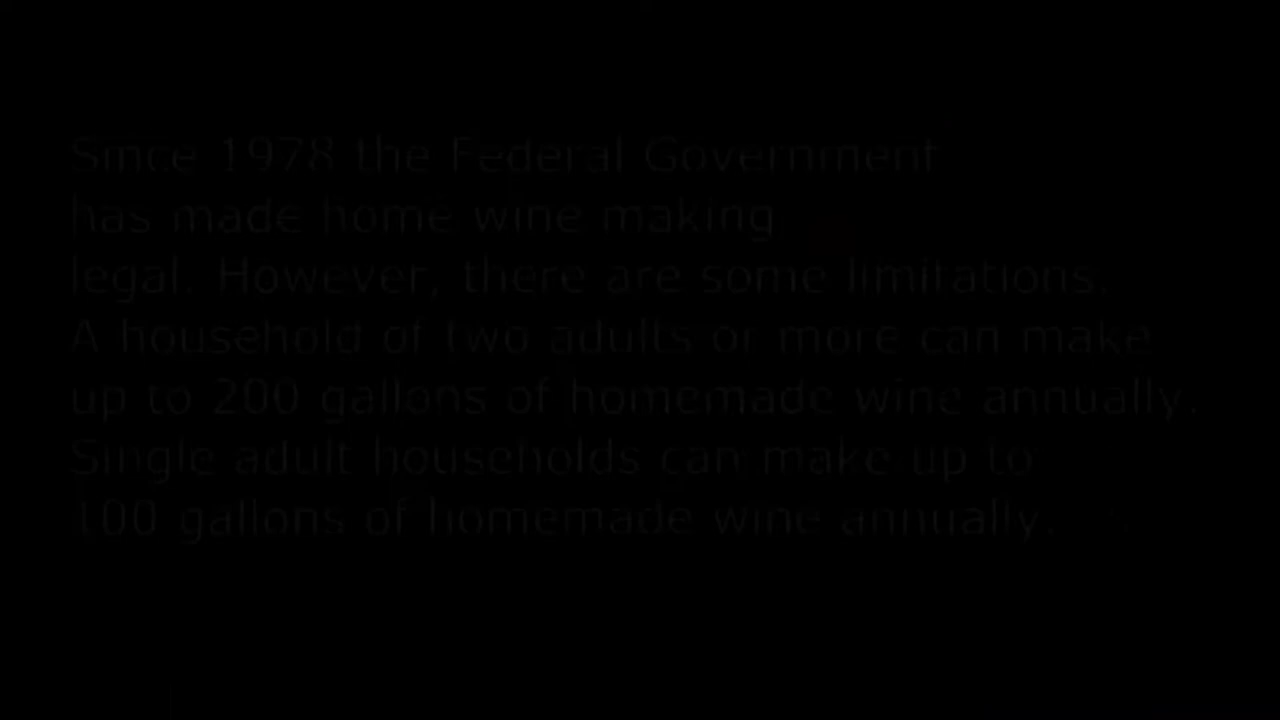 Since 1978 the Federal Government
has made home wine making
legal. However, there are some limitations.
A household of two adults or more can make
up to 200 gallons of homemade wine annually.
Single adult households can make up to
100 gallons of homemade wine annually.